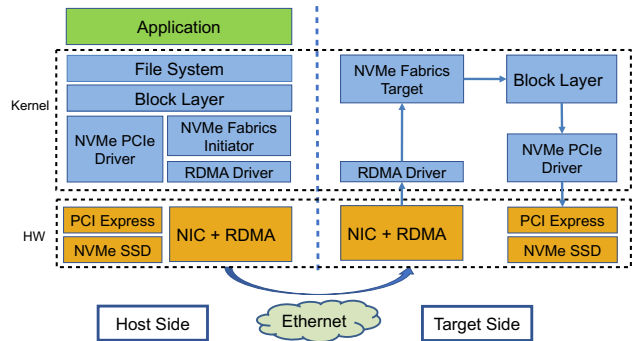 Application
Kernel
File System
Block Layer
NVMe PCIe
Driver
NVMe Fabrics
Initiator
RDMA Driver
NVMe Fabrics
Target
Block Layer
RDMA Driver
NVMe PCIe
Driver
HW
PCI Express
NVMe SSD
NIC + RDMA
NIC + RDMA
PCI Express
NVMe SSD
Host Side
Ethernet
Target Side